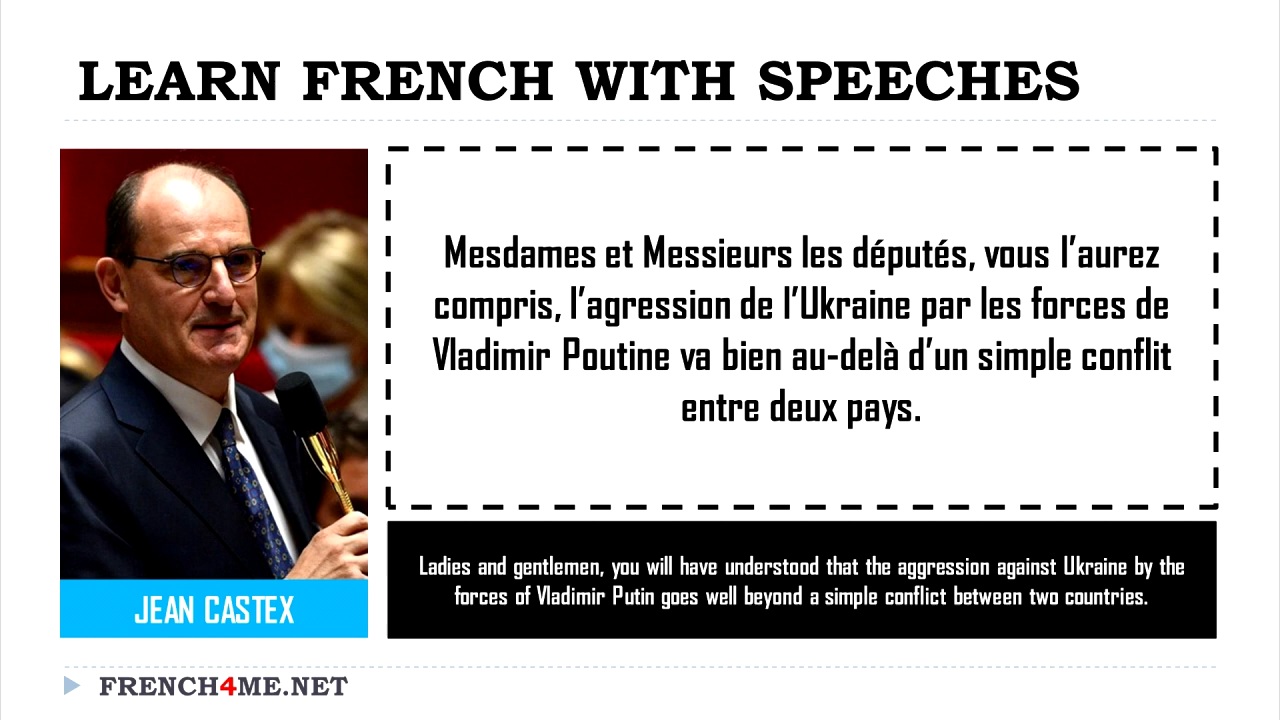 LEARN FRENCH WITH SPEECHES
Mesdames et Messieurs les députés, vous l’aurez
compris, l’agression de l’Ukraine par les forces de
Vladimir Poutine va bien au-delà d’un simple conflit
entre deux pays.
Ladies and gentlemen, you will have understood that the aggression against Ukraine by the
forces of Vladimir Putin goes well beyond a simple conflict between two countries.
JEAN CASTEX
FRENCH4ME.NET